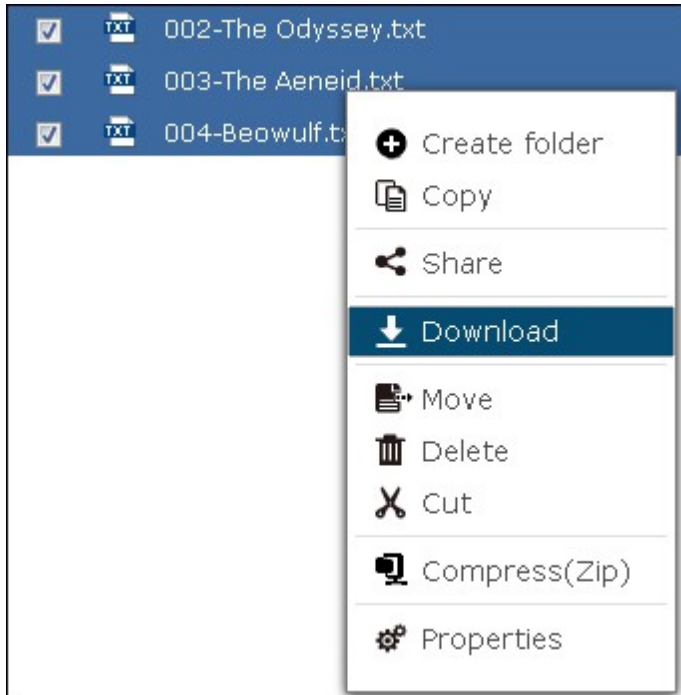 TXT 002-The Odyssey.txt
TXT 003-The Aeneid.txt
TXT 004-Beowulf.tx
Create folder
Copy
Share
Download
Move
Delete
Cut
Compress(Zip)
Properties